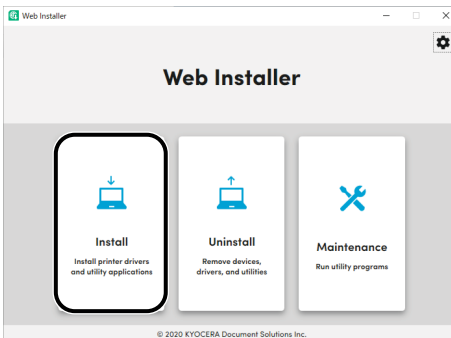 Web Installer
Web Installer
Install
Install printer drivers
and utility applications
Uninstall
Remove devices,
drivers, and utilities
Maintenance
Run utility programs
© 2020 KYOCERA Document Solutions Inc.